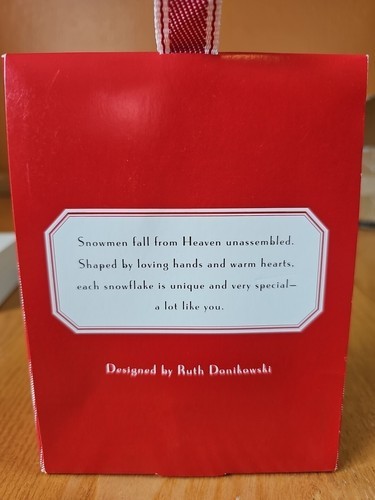 Snowmen fall from Heaven unassembled.
Shaped by loving hands and warm hearts.
each snowflake is unique and very special—
a lot like you.
Designed by Ruth Donikowski